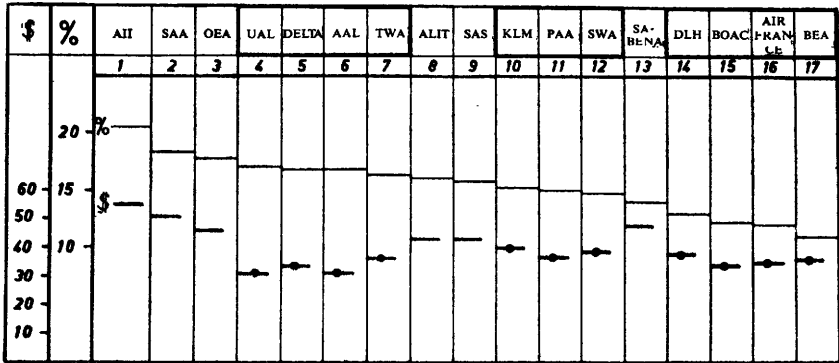 $ % AII SAA OEA UAL DELTA AAL TWA ALIT SAS KLM PAA SWA SA-
BENA DLH BOAC AIR
FRAN-
CE BEA
1 2 3 4 5 6 7 8 9 10 11 12 13 14 15 16 17
20 %
60 15
$
50
40 10
30
20
10